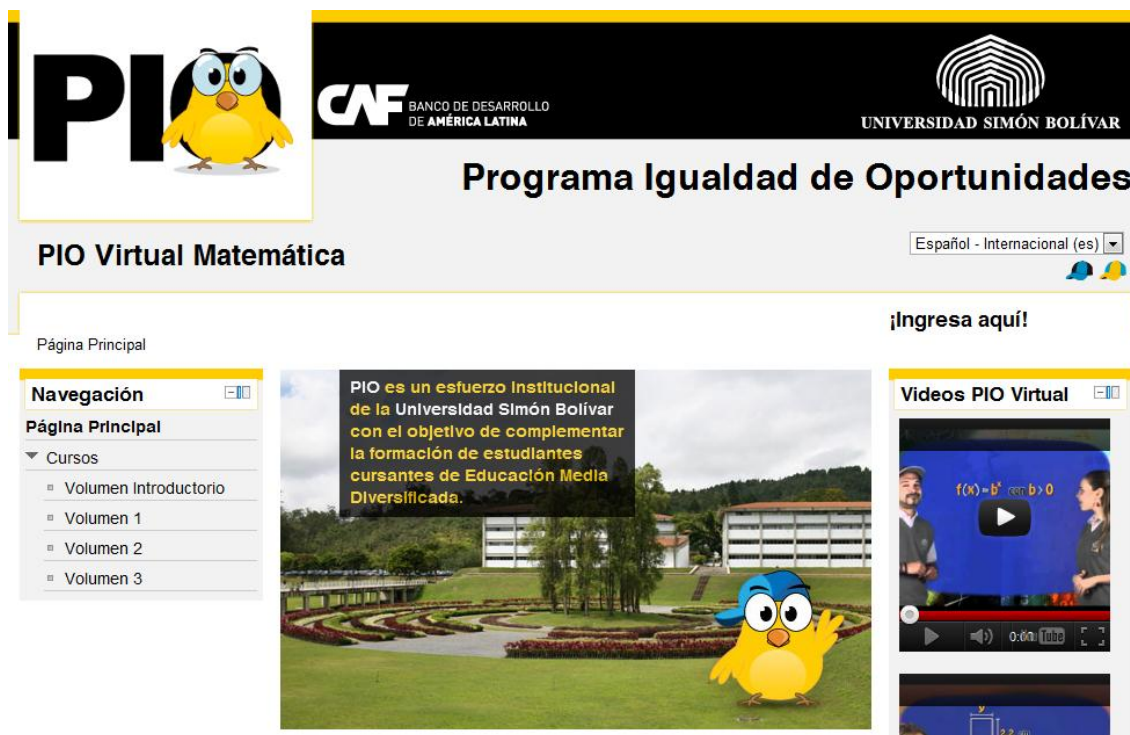 PIO
CAF BANCO DE DESARROLLO
DE AMÉRICA LATINA
UNIVERSIDAD SIMÓN BOLÍVAR
Programa Igualdad de Oportunidades
PIO Virtual Matemática
Español - Internacional (es)
¡Ingresa aquí!
Página Principal
Navegación
Página Principal
Cursos
Volumen Introductorio
Volumen 1
Volumen 2
Volumen 3
PIO es un esfuerzo institucional
de la Universidad Simón Bolívar
con el objetivo de complementar
la formación de estudiantes
cursantes de Educación Media
Diversificada.
Videos PIO Virtual
f(x)=bˣ con b>0
Tube
y